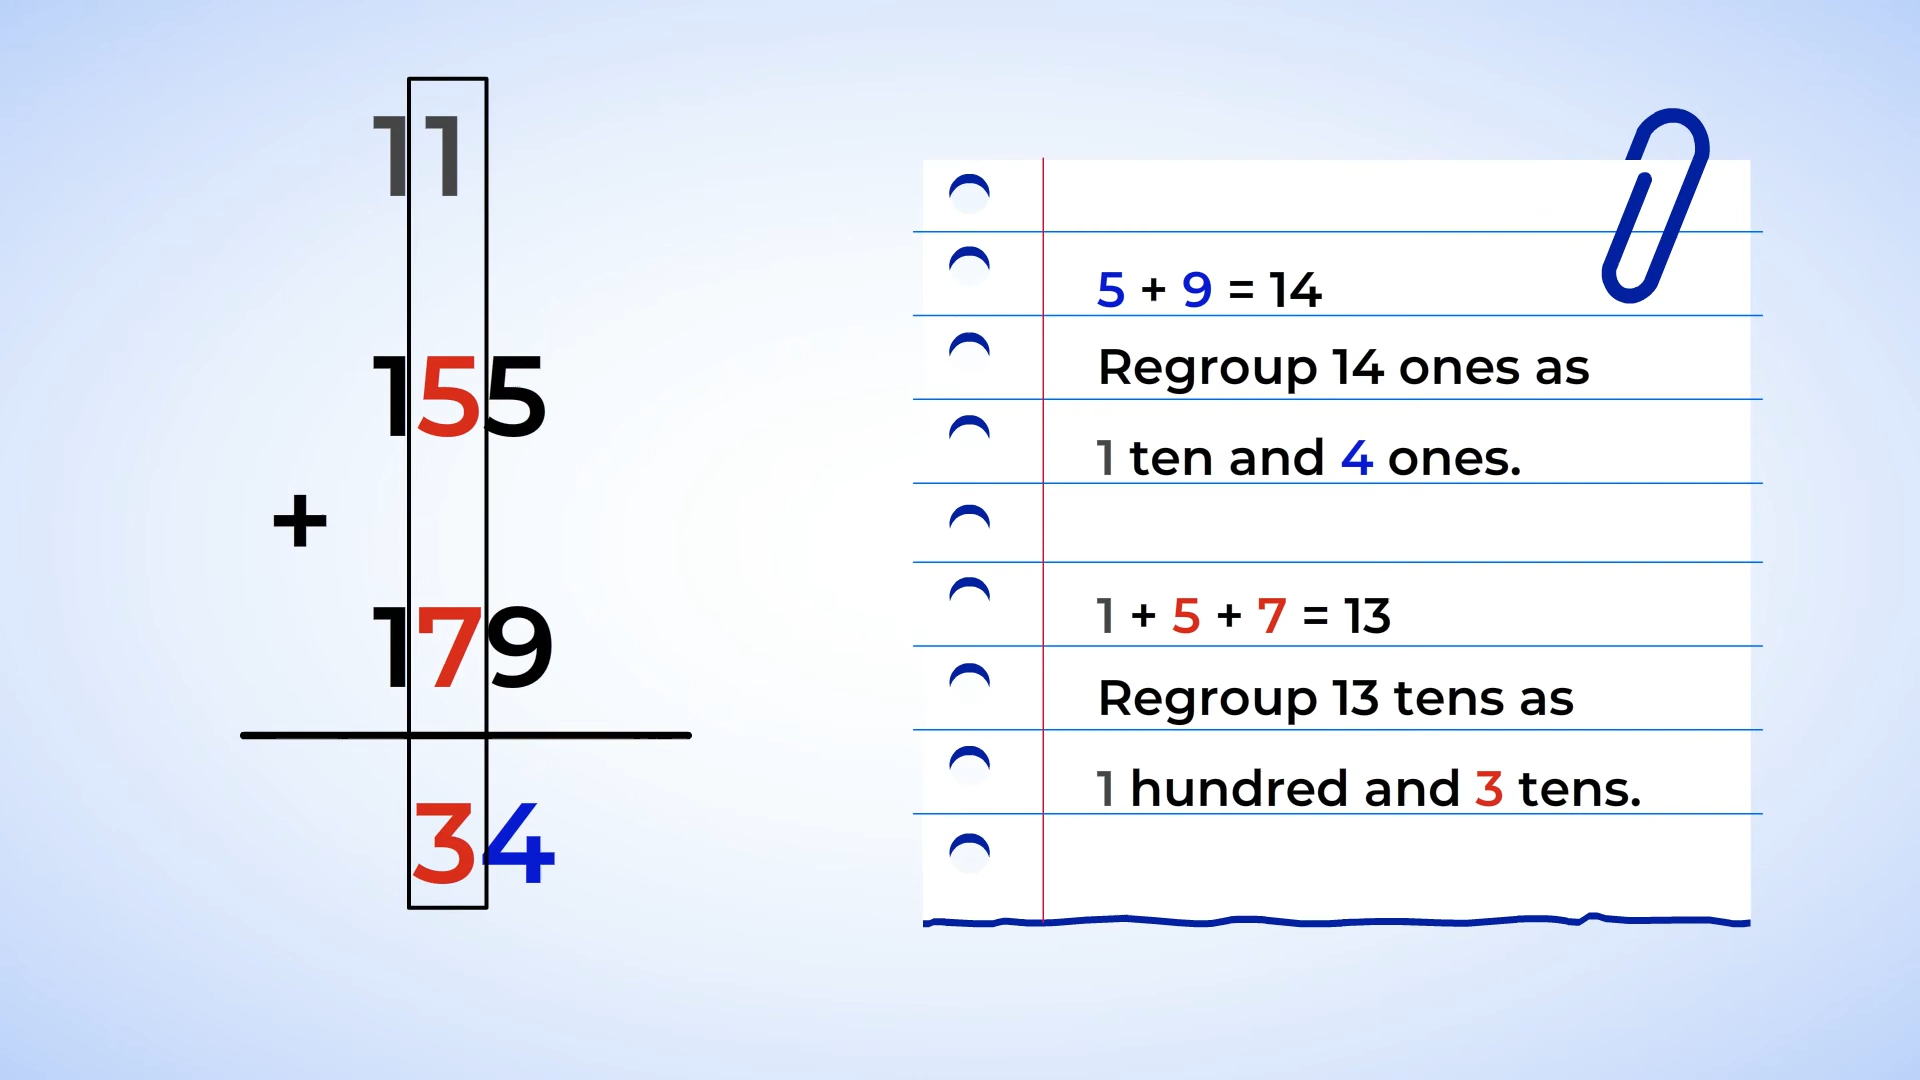 11
155
+
179
34
5 + 9 = 14
Regroup 14 ones as
1 ten and 4 ones.
1 + 5 + 7 = 13
Regroup 13 tens as
1 hundred and 3 tens.